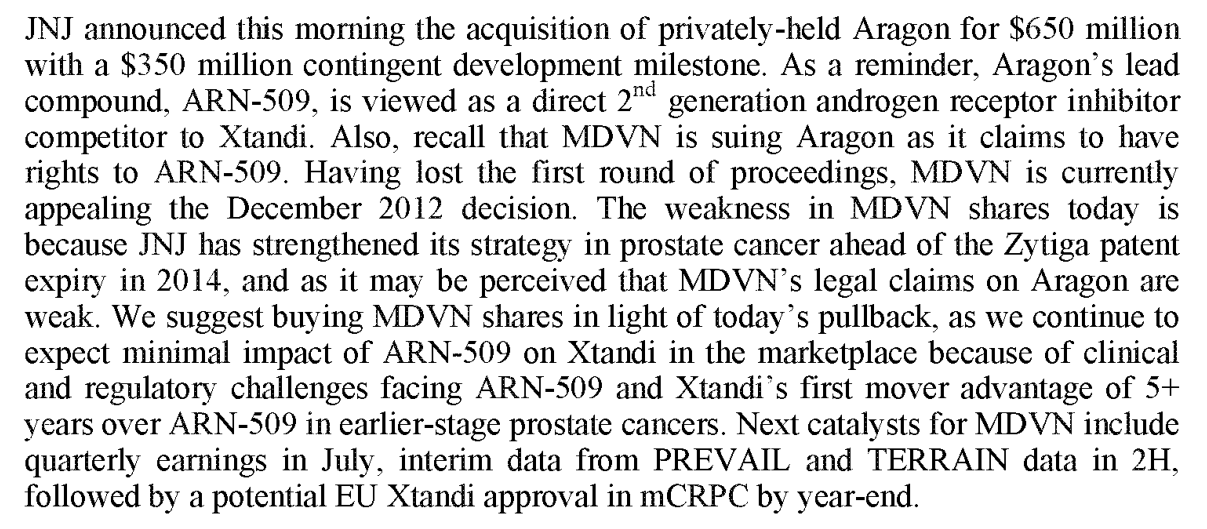 JNJ announced this morning the acquisition of privately-held Aragon for $650 million
with a $350 million contingent development milestone. As a reminder, Aragon's lead
compound, ARN-509, is viewed as a direct 2nd generation androgen receptor inhibitor
competitor to Xtandi. Also, recall that MDVN is suing Aragon as it claims to have
rights to ARN-509. Having lost the first round of proceedings, MDVN is currently
appealing the December 2012 decision. The weakness in MDVN shares today is
because JNJ has strengthened its strategy in prostate cancer ahead of the Zytiga patent
expiry in 2014, and as it may be perceived that MDVN's legal claims on Aragon are
weak. We suggest buying MDVN shares in light of today's pullback, as we continue to
expect minimal impact of ARN-509 on Xtandi in the marketplace because of clinical
and regulatory challenges facing ARN-509 and Xtandi's first mover advantage of 5+
years over ARN-509 in earlier-stage prostate cancers. Next catalysts for MDVN include
quarterly earnings in July, interim data from PREVAIL and TERRAIN data in 2H,
followed by a potential EU Xtandi approval in mCRPC by year-end.